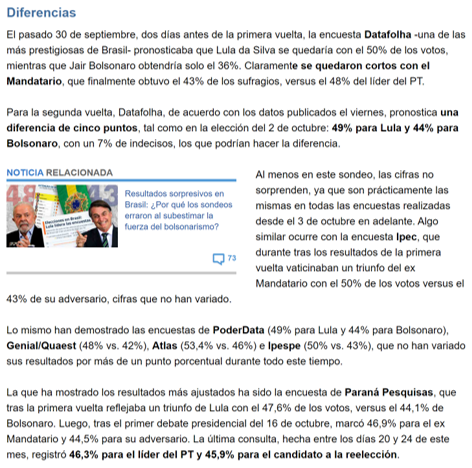 Diferencias
El pasado 30 de septiembre, dos días antes de la primera vuelta, la encuesta Datafolha -una de las
más prestigiosas de Brasil- pronosticaba que Lula da Silva se quedaría con el 50% de los votos,
mientras que Jair Bolsonaro obtendría solo el 36%. Claramente se quedaron cortos con el
Mandatario, que finalmente obtuvo el 43% de los sufragios, versus el 48% del líder del PT.
Para la segunda vuelta, Datafolha, de acuerdo con los datos publicados el viernes, pronostica una
diferencia de cinco puntos, tal como en la elección del 2 de octubre: 49% para Lula y 44% para
Bolsonaro, con un 7% de indecisos, los que podrían hacer la diferencia.
NOTICIA RELACIONADA
Resultados sorpresivos en
Brasil: ¿Por qué los sondeos
erraron al subestimar la
fuerza del bolsonarismo?
73
Al menos en este sondeo, las cifras no
sorprenden, ya que son prácticamente las
mismas en todas las encuestas realizadas
desde el 3 de octubre en adelante. Algo
similar ocurre con la encuesta Ipec, que
durante tras los resultados de la primera
vuelta vaticinaban un triunfo del ex
Mandatario con el 50% de los votos versus el
43% de su adversario, cifras que no han variado.
Lo mismo han demostrado las encuestas de PoderData (49% para Lula y 44% para Bolsonaro),
Genial/Quaest (48% vs. 42%), Atlas (53,4% vs. 46%) e Ipespe (50% vs. 43%), que no han variado
sus resultados por más de un punto porcentual durante todo este tiempo.
La que ha mostrado los resultados más ajustados ha sido la encuesta de Paraná Pesquisas, que
tras la primera vuelta reflejaba un triunfo de Lula con el 47,6% de los votos, versus el 44,1% de
Bolsonaro. Luego, tras el primer debate presidencial del 16 de octubre, marcó 46,9% para el ex
Mandatario y 44,5% para su adversario. La última consulta, hecha entre los días 20 y 24 de este
mes, registró 46,3% para el líder del PT y 45,9% para el candidato a la reelección.